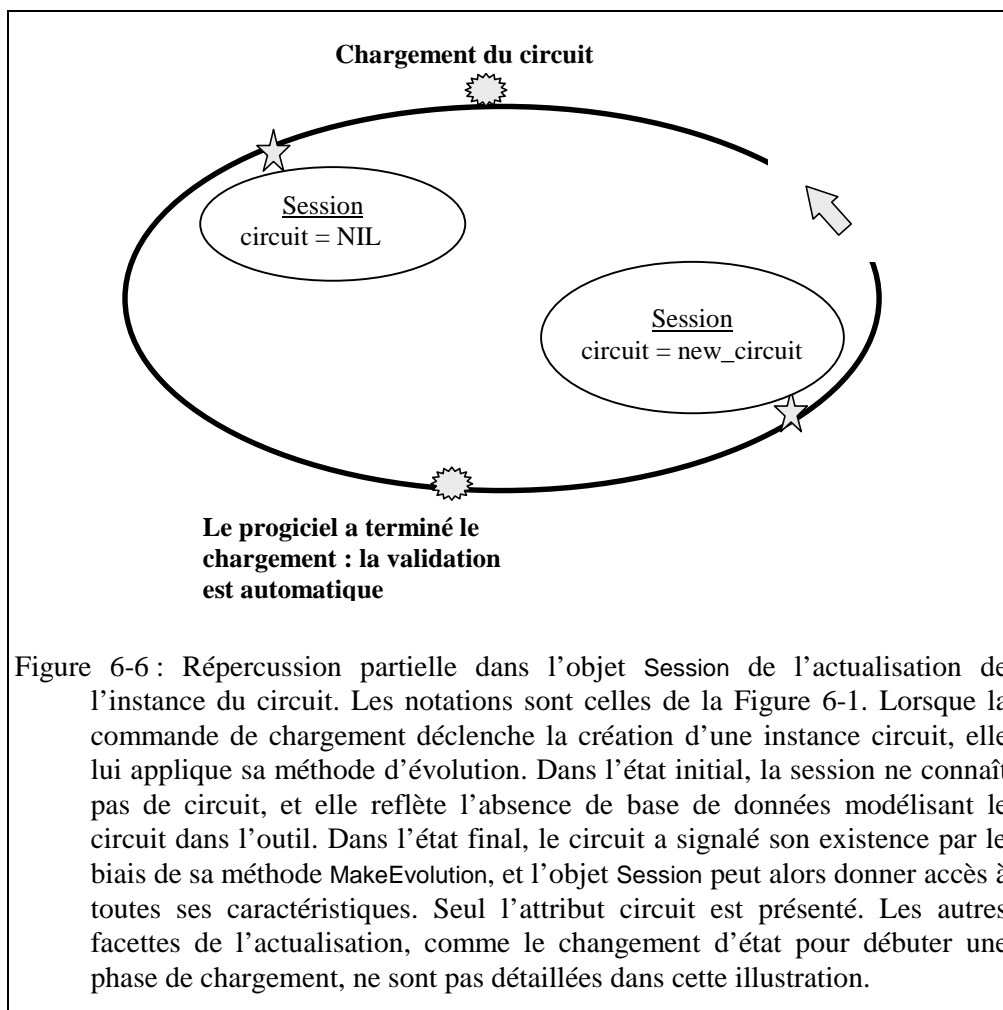 Chargement du circuit
Session
circuit = NIL
Session
circuit = new_circuit
Le progiciel a terminé le
chargement : la validation
est automatique
Figure 6-6 : Répercussion partielle dans l’objet Session de l’actualisation de
l’instance du circuit. Les notations sont celles de la Figure 6-1. Lorsque la
commande de chargement déclenche la création d’une instance circuit, elle
lui applique sa méthode d’évolution. Dans l’état initial, la session ne connaît
pas de circuit, et elle reflète l’absence de base de données modélisant le
circuit dans l’outil. Dans l’état final, le circuit a signalé son existence par le
biais de sa méthode MakeEvolution, et l’objet Session peut alors donner accès à
toutes ses caractéristiques. Seul l’attribut circuit est présenté. Les autres
facettes de l’actualisation, comme le changement d’état pour débuter une
phase de chargement, ne sont pas détaillées dans cette illustration.